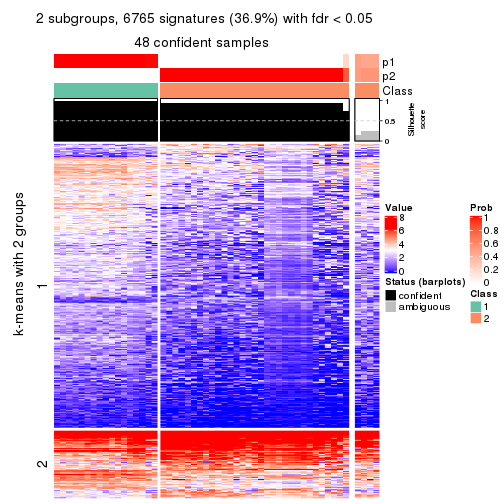 2 subgroups, 6765 signatures (36.9%) with fdr < 0.05
48 confident samples
p1
p2
Class
1
0.5
0
Silhouette
score
k-means with 2 groups
1
2
Value
8
6
4
2
0
Status (barplots)
confident
ambiguous
Prob
1
0.8
0.6
0.4
0.2
0
Class
1
2